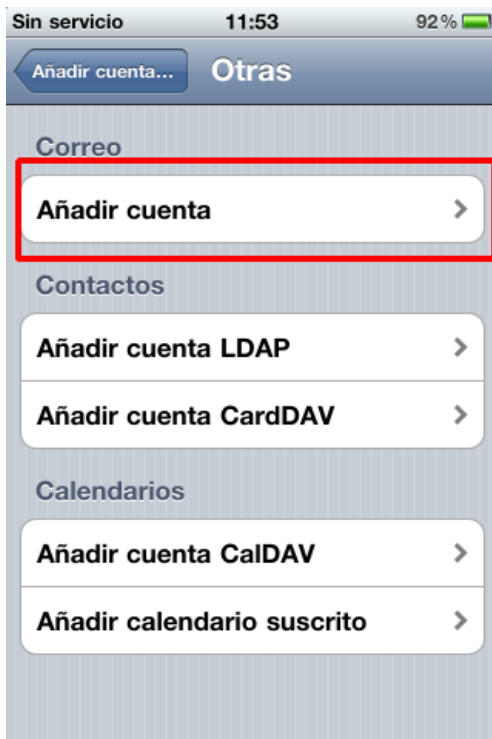 Sin servicio 11:53 92%
Añadir cuenta... Otras
Correo
Añadir cuenta
Contactos
Añadir cuenta LDAP
Añadir cuenta CardDAV
Calendarios
Añadir cuenta CalDAV
Añadir calendario suscrito